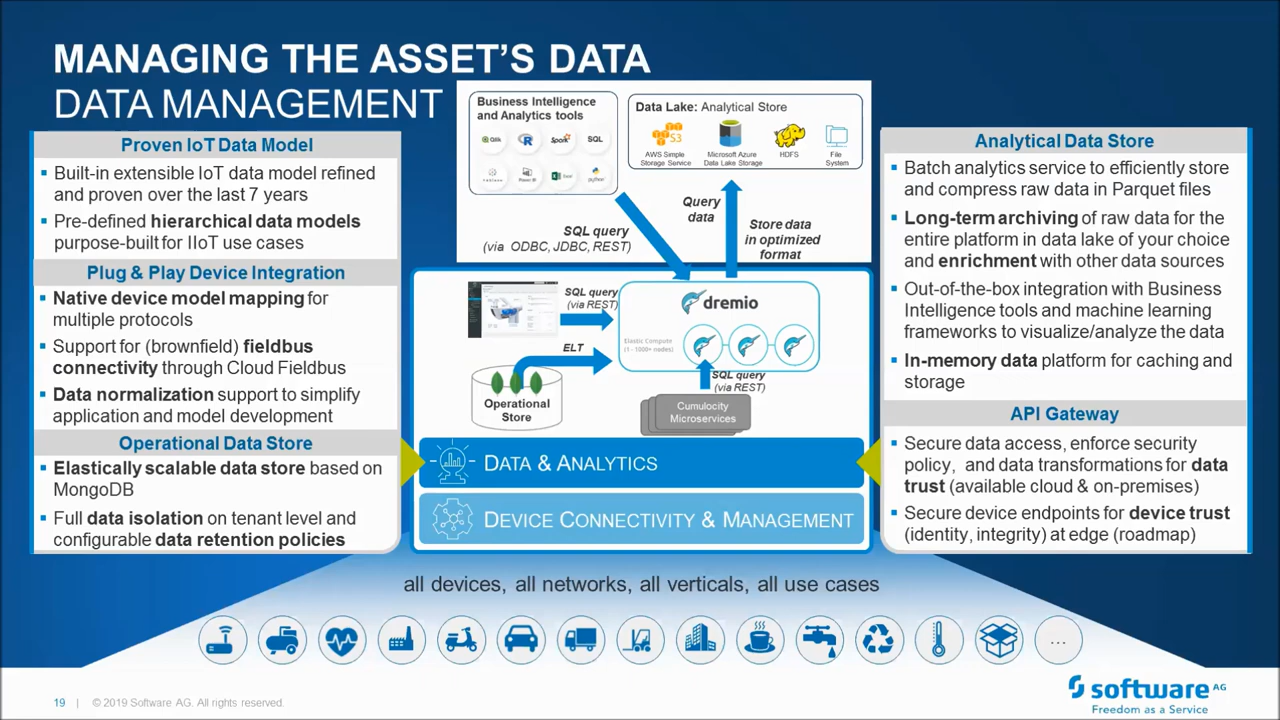 MANAGING THE ASSET’S DATA
DATA MANAGEMENT
Proven IoT Data Model
▪ Built-in extensible IoT data model refined
and proven over the last 7 years
▪ Pre-defined hierarchical data models
purpose-built for IIoT use cases
Plug & Play Device Integration
▪ Native device model mapping for
multiple protocols
▪ Support for (brownfield) fieldbus
connectivity through Cloud Fieldbus
▪ Data normalization support to simplify
application and model development
Operational Data Store
▪ Elastically scalable data store based on
MongoDB
▪ Full data isolation on tenant level and
configurable data retention policies
Business Intelligence
and Analytics tools
Qlik
R
Spark
SQL
Power BI
Excel
python
Data Lake: Analytical Store
S3
AWS Simple
Storage Service
Microsoft Azure
Data Lake Storage
HDFS
File
System
SQL query
(via ODBC, JDBC, REST)
Query
data
Store data
in optimized
format
SQL query
(via REST)
dremio
Elastic Compute
(1 - 1000+ nodes)
ELT
Operational
Store
SQL query
(via REST)
Cumulocity
Microservices
DATA & ANALYTICS
DEVICE CONNECTIVITY & MANAGEMENT
Analytical Data Store
▪ Batch analytics service to efficiently store
and compress raw data in Parquet files
▪ Long-term archiving of raw data for the
entire platform in data lake of your choice
and enrichment with other data sources
▪ Out-of-the-box integration with Business
Intelligence tools and machine learning
frameworks to visualize/analyze the data
▪ In-memory data platform for caching and
storage
API Gateway
▪ Secure data access, enforce security
policy, and data transformations for data
trust (available cloud & on-premises)
▪ Secure device endpoints for device trust
(identity, integrity) at edge (roadmap)
all devices, all networks, all verticals, all use cases
...
19 | © 2019 Software AG. All rights reserved.
software AG
Freedom as a Service